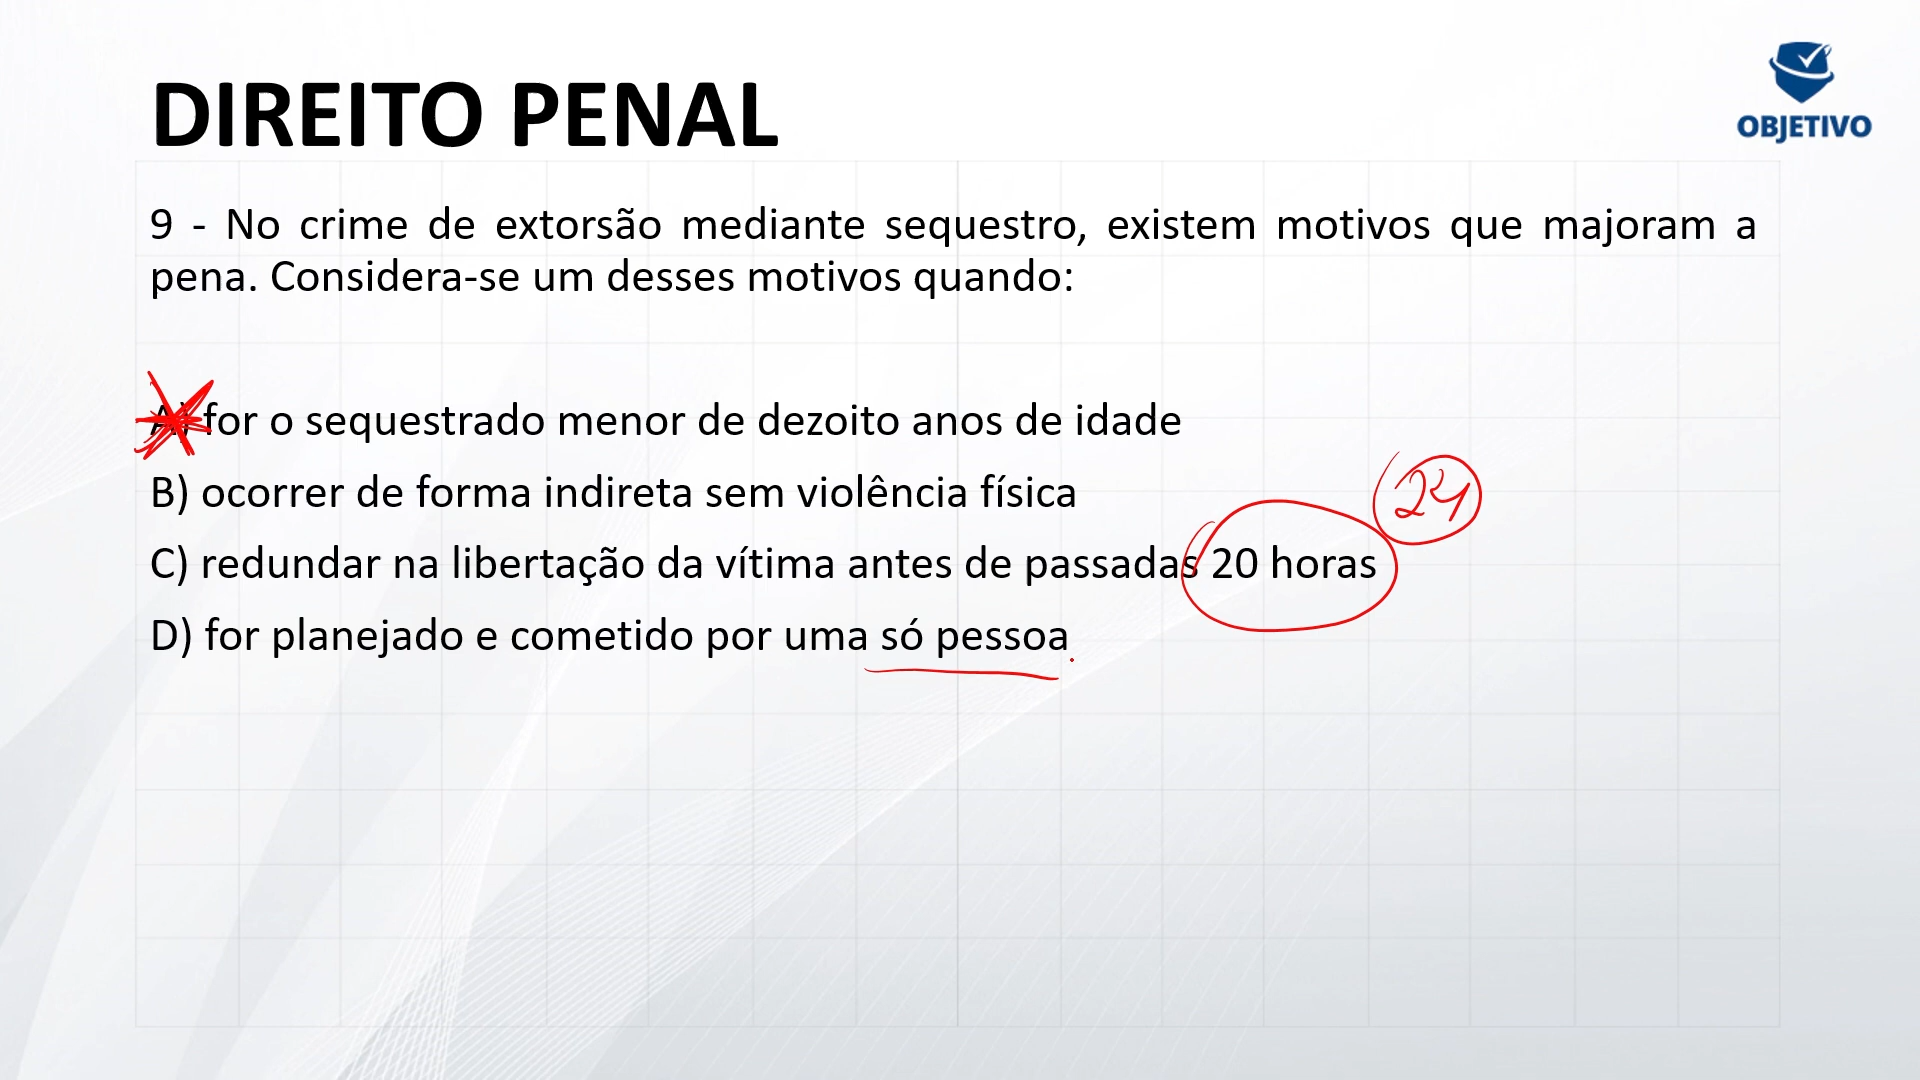 DIREITO PENAL
OBJETIVO
9 - No crime de extorsão mediante sequestro, existem motivos que majoram a
pena. Considera-se um desses motivos quando:
A) for o sequestrado menor de dezoito anos de idade
B) ocorrer de forma indireta sem violência física
24
C) redundar na libertação da vítima antes de passadas 20 horas
D) for planejado e cometido por uma só pessoa